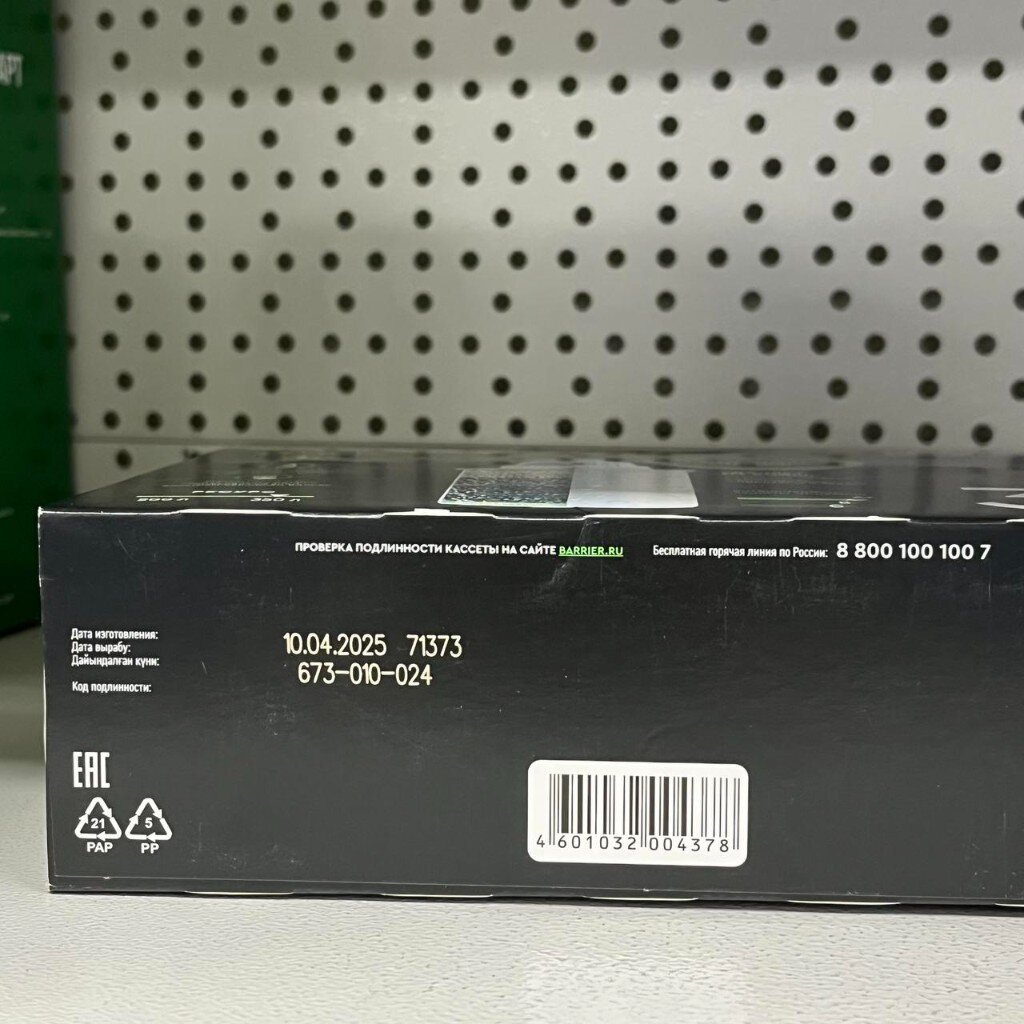 ПРОВЕРКА ПОДЛИННОСТИ КАССЕТЫ НА САЙТЕ BARRIER.RU Бесплатная горячая линия по России: 8 800 100 100 7
Дата изготовления:
Дата вырабу:
Дайындалған күни:
Код подлинности:
10.04.2025 71373
673-010-024
EAC
21 5
PAP PP
4 601032 004378